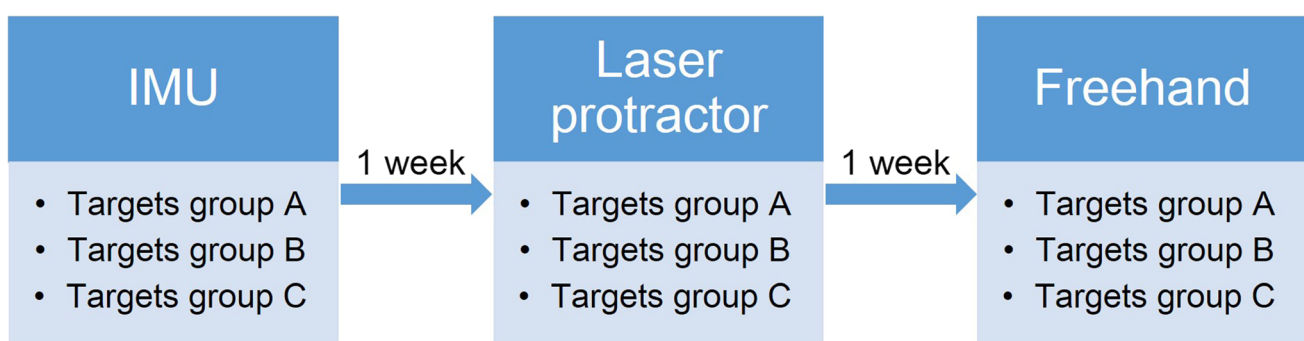 IMU
• Targets group A
• Targets group B
• Targets group C
1 week
Laser
protractor
• Targets group A
• Targets group B
• Targets group C
1 week
Freehand
• Targets group A
• Targets group B
• Targets group C